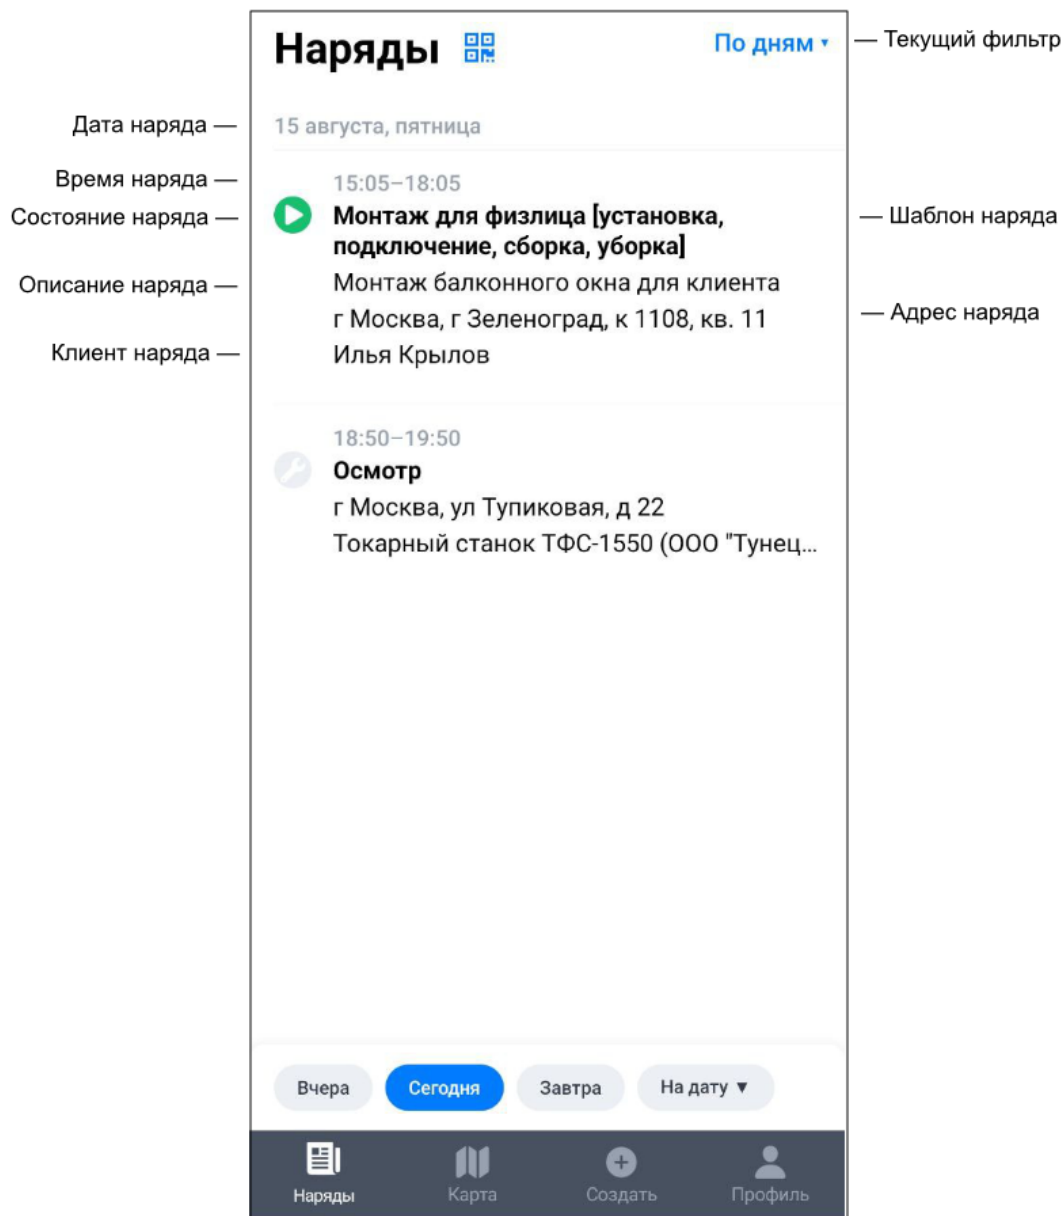 Наряды
По дням ▾
— Текущий фильтр
Дата наряда —
15 августа, пятница
Время наряда —
15:05–18:05
Состояние наряда —
Монтаж для физлица [установка,
— Шаблон наряда
подключение, сборка, уборка]
Описание наряда —
Монтаж балконного окна для клиента
г Москва, г Зеленоград, к 1108, кв. 11
— Адрес наряда
Клиент наряда —
Илья Крылов
18:50–19:50
Осмотр
г Москва, ул Тупиковая, д 22
Токарный станок ТФС-1550 (ООО "Тунец...
Вчера
Сегодня
Завтра
На дату ▼
Наряды
Карта
Создать
Профиль